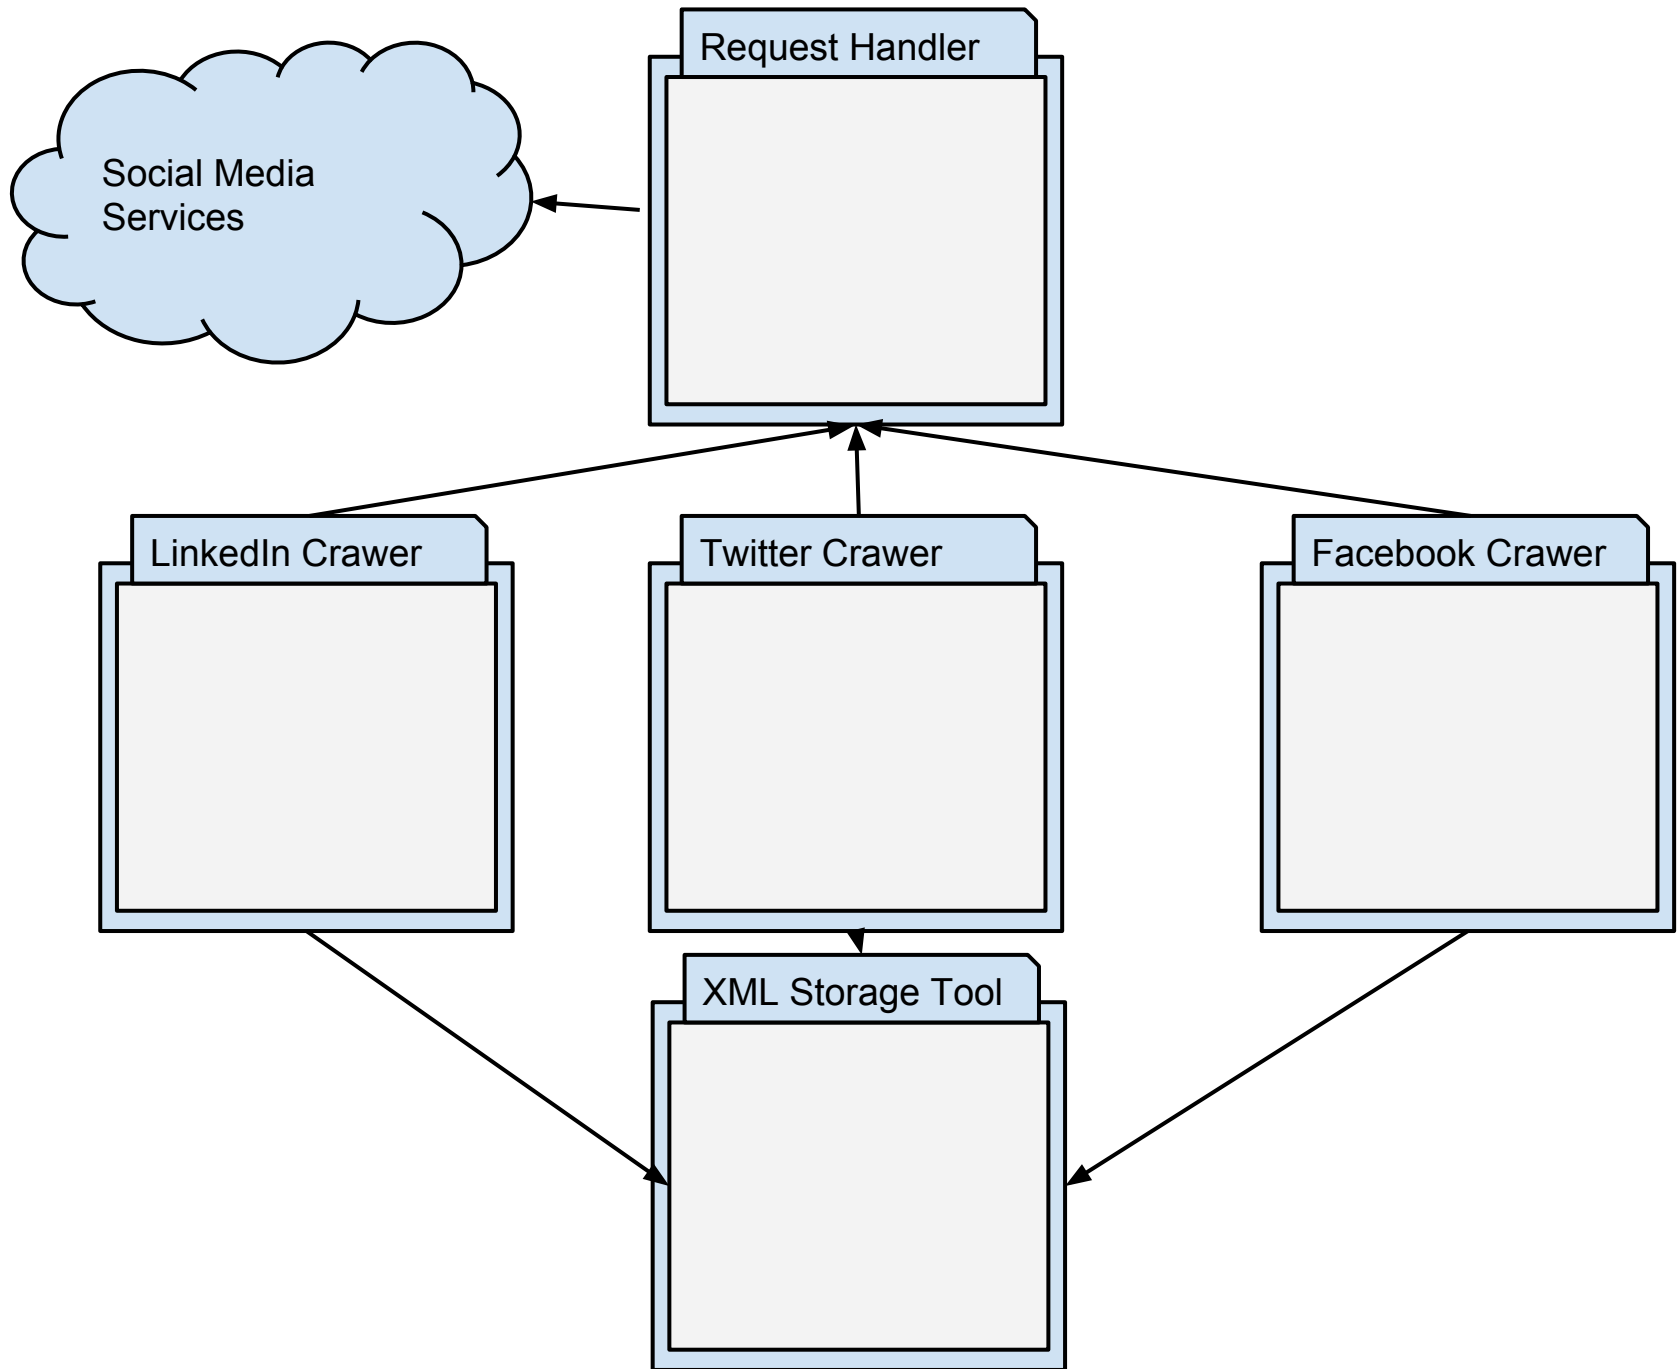 Request Handler
Social Media
Services
LinkedIn Crawer
Twitter Crawer
Facebook Crawer
XML Storage Tool